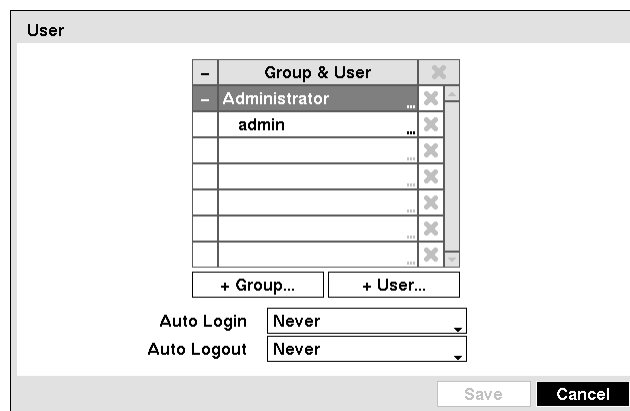 User
– Group & User
– Administrator ...
admin ...
...
...
...
...
...
+ Group... + User...
Auto Login Never
Auto Logout Never
Save Cancel